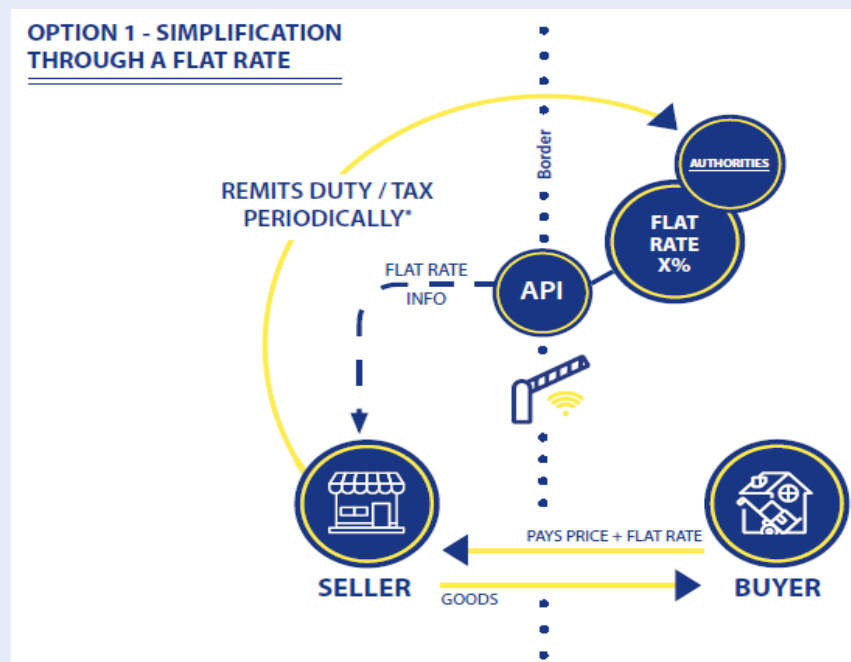 OPTION 1 - SIMPLIFICATION
THROUGH A FLAT RATE
Border
AUTHORITIES
REMITS DUTY / TAX
PERIODICALLY*
FLAT
RATE
X%
FLAT RATE
INFO
API
PAYS PRICE + FLAT RATE
SELLER
GOODS
BUYER